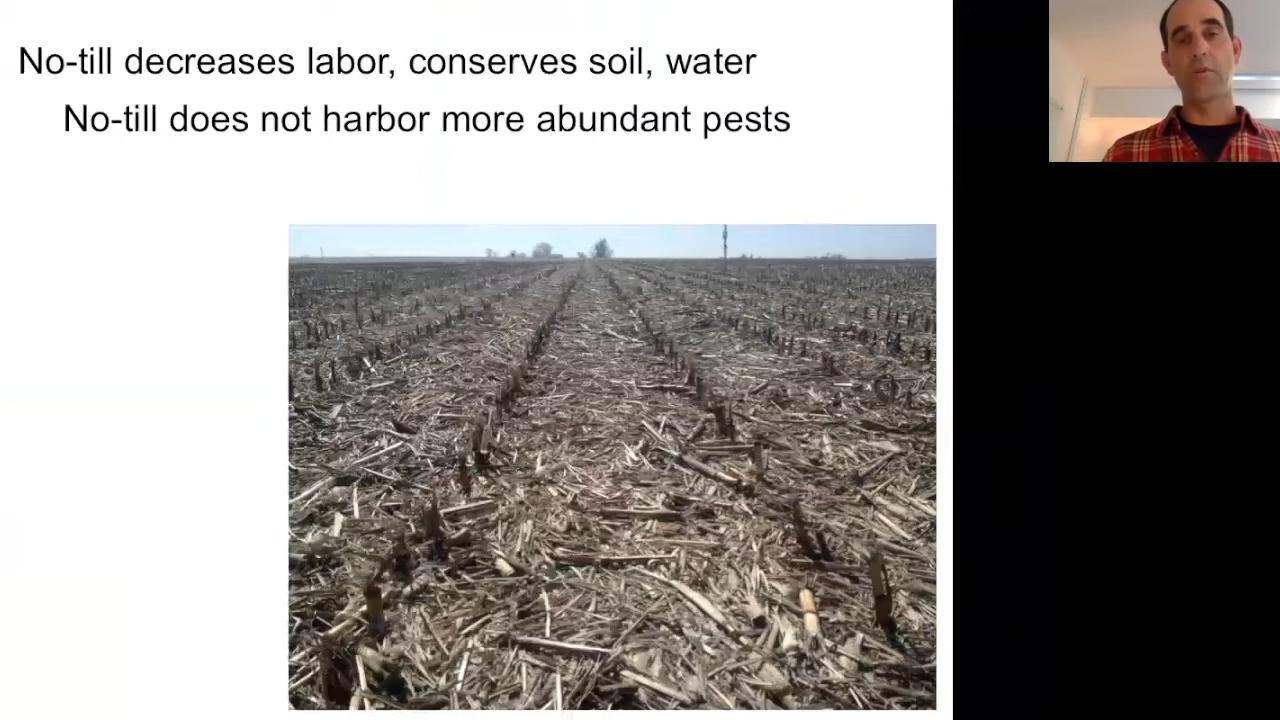 No-till decreases labor, conserves soil, water
No-till does not harbor more abundant pests